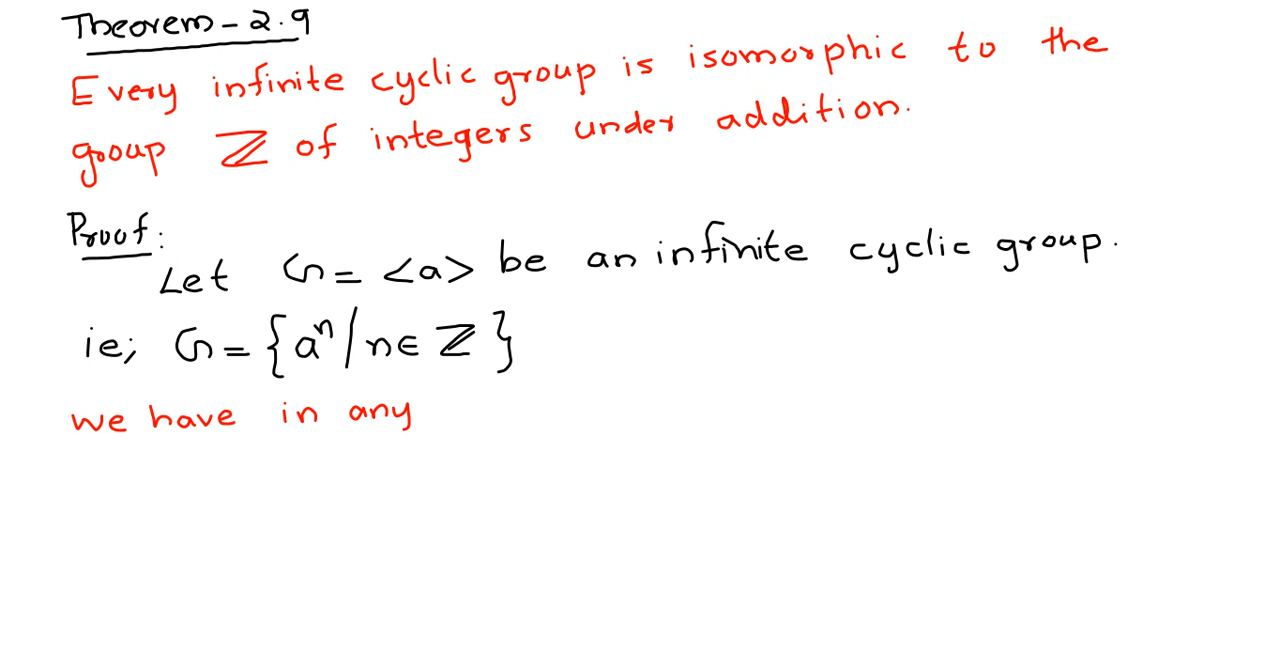 Theorem - 2.9
Every infinite cyclic group is isomorphic to the
group ℤ of integers under addition.
Proof:
Let G = <a> be an infinite cyclic group.
ie; G = {aⁿ/n∈ ℤ}
we have in any